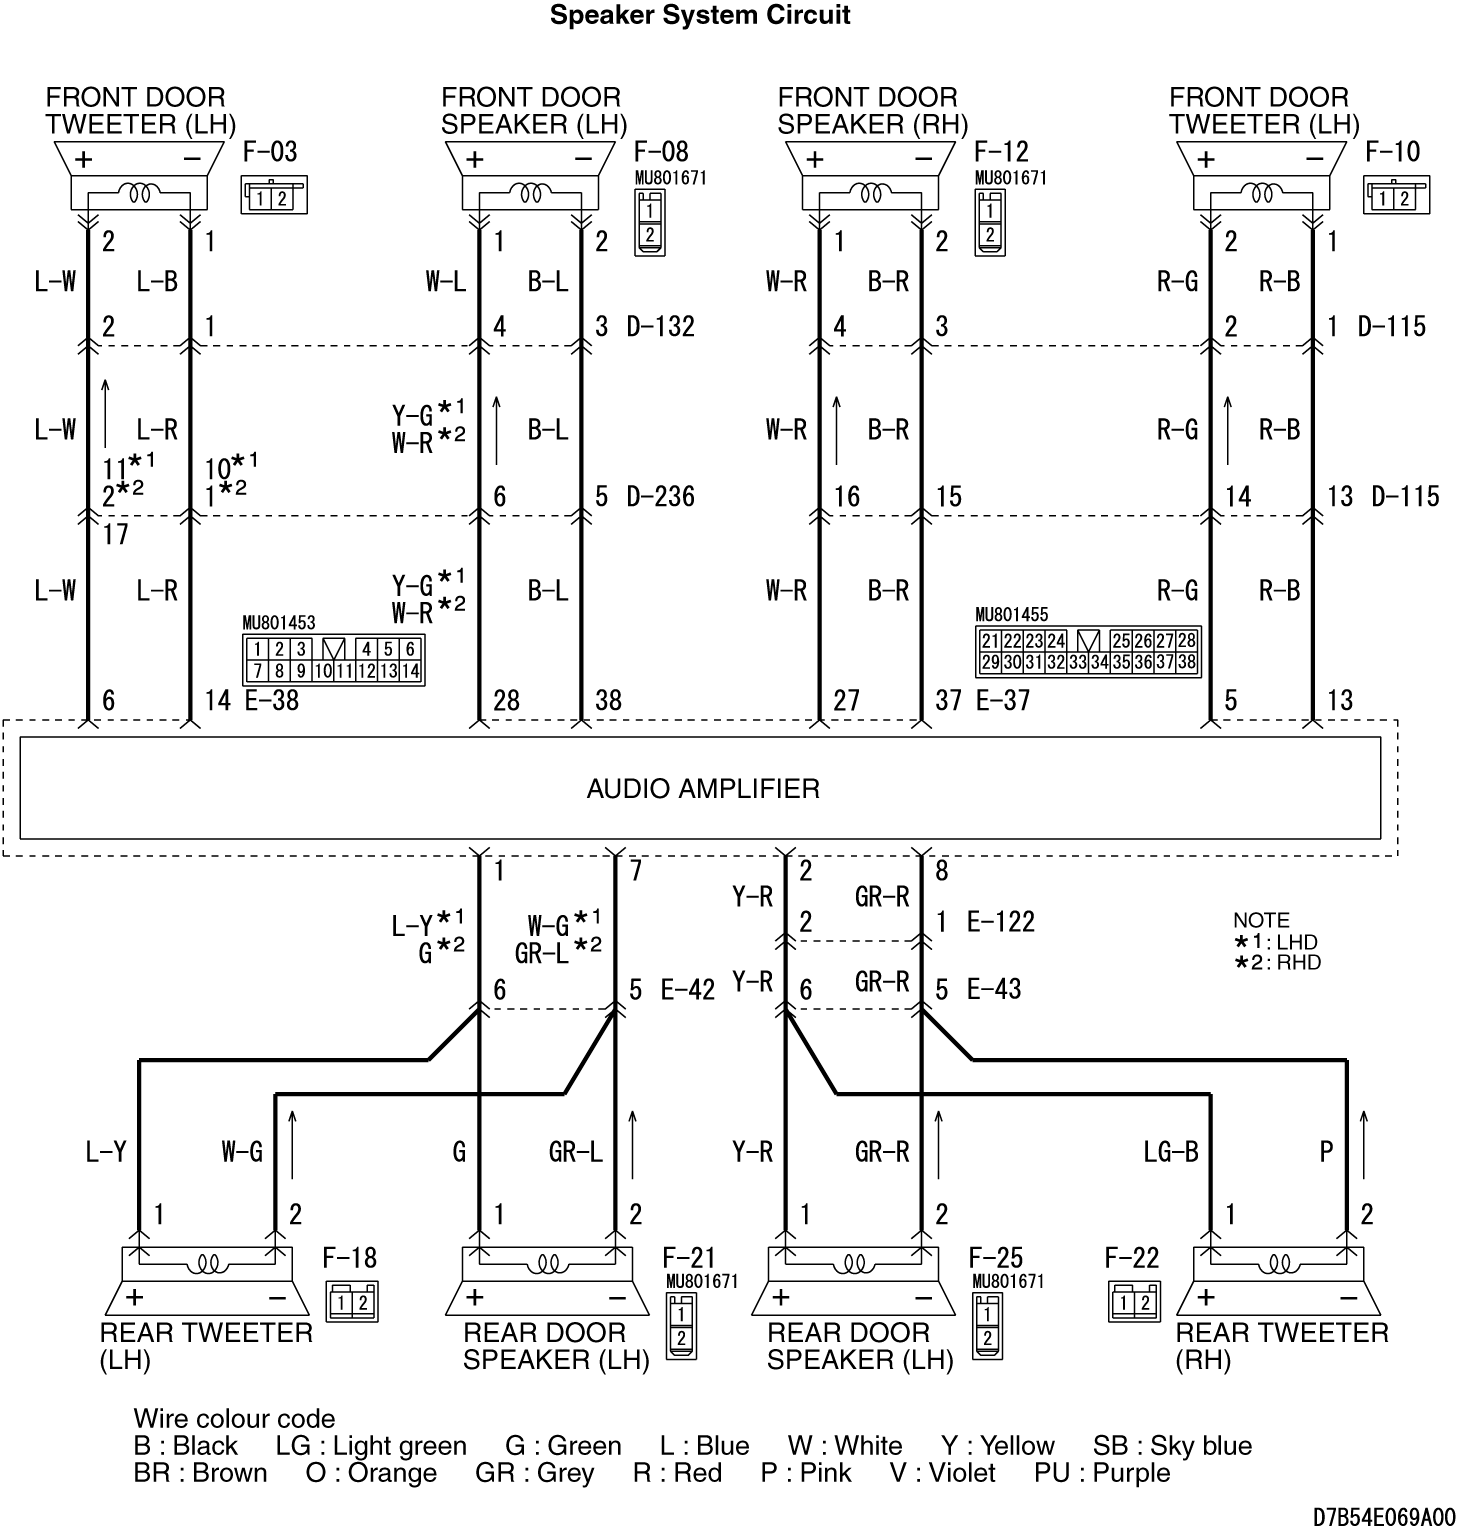 Speaker System Circuit
FRONT DOOR
TWEETER (LH)
FRONT DOOR
SPEAKER (LH)
FRONT DOOR
SPEAKER (RH)
FRONT DOOR
TWEETER (LH)
+ − F-03
+ − F-08
+ − F-12
+ − F-10
MU801671
MU801671
1 2
1
2
1
2
1 2
2 1 1 2 1 2 2 1
L-W L-B W-L B-L W-R B-R R-G R-B
2 1 4 3 D-132 4 3 2 1 D-115
Y-G*1
W-R*2
L-W L-R B-L W-R B-R R-G R-B
11*1 10*1
2*2 1*2 6 5 D-236 16 15 14 13 D-115
17
Y-G*1
W-R*2
L-W L-R B-L W-R B-R R-G R-B
MU801453
1 2 3 4 5 6
7 8 9 10 11 12 13 14
MU801455
21 22 23 24 25 26 27 28
29 30 31 32 33 34 35 36 37 38
6 14 E-38 28 38 27 37 E-37 5 13
AUDIO AMPLIFIER
1 7 2 8
Y-R GR-R
L-Y*1 W-G*1
G*2 GR-L*2
2 1 E-122
NOTE
*1: LHD
*2: RHD
Y-R GR-R
6 5 E-42 6 5 E-43
L-Y W-G G GR-L Y-R GR-R LG-B P
1 2 1 2 1 2 1 2
F-18 F-21 F-25 F-22
MU801671
MU801671
1 2
1
2
1
2
1 2
+ − + − + − + −
REAR TWEETER
(LH)
REAR DOOR
SPEAKER (LH)
REAR DOOR
SPEAKER (LH)
REAR TWEETER
(RH)
Wire colour code
B : Black LG : Light green G : Green L : Blue W : White Y : Yellow SB : Sky blue
BR : Brown O : Orange GR : Grey R : Red P : Pink V : Violet PU : Purple
D7B54E069A00